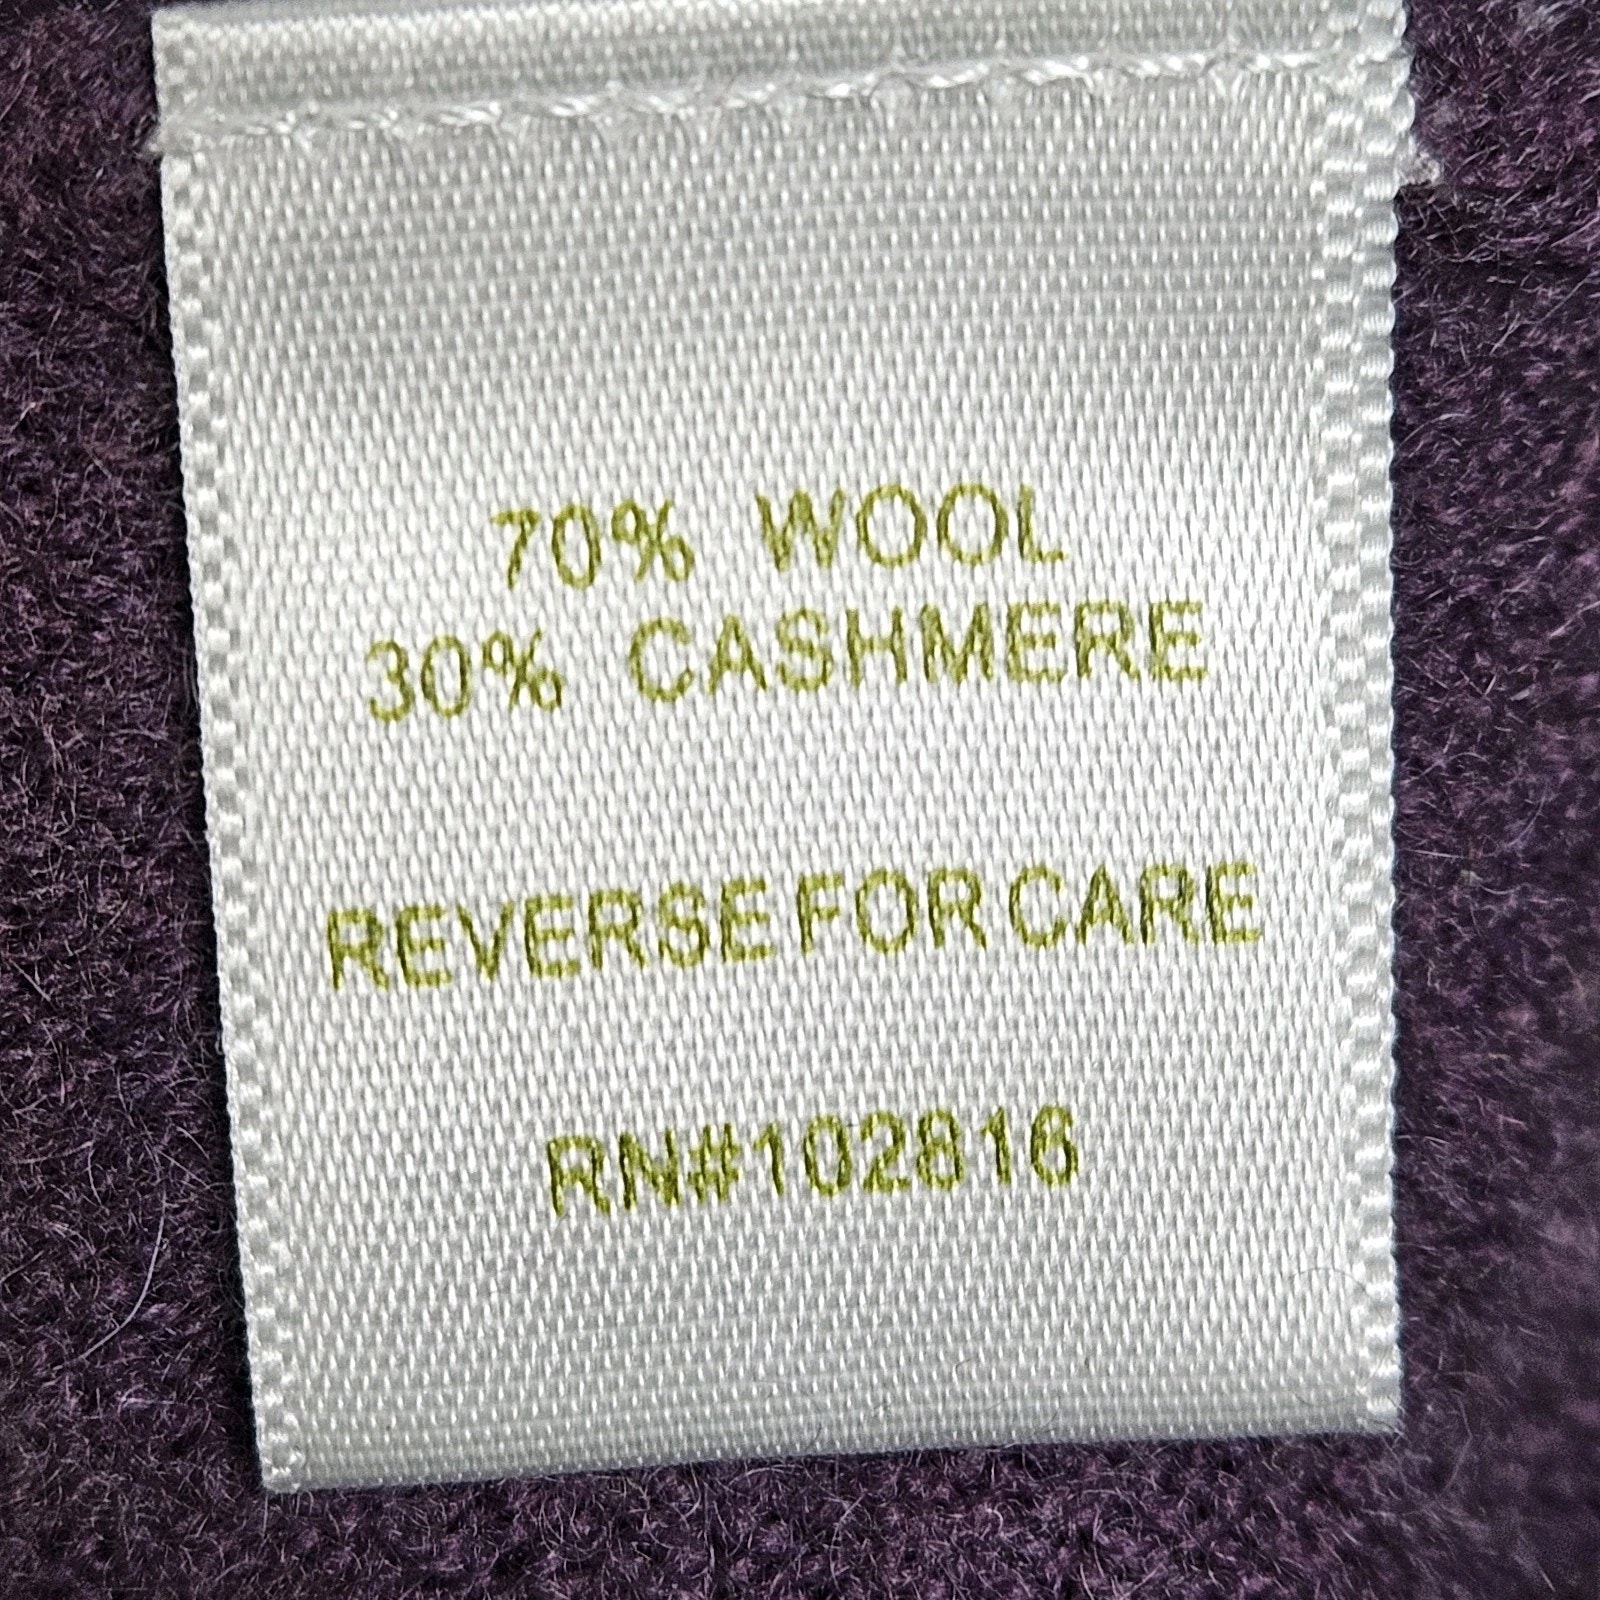 70% WOOL
30% CASHMERE
REVERSE FOR CARE
RN#102816